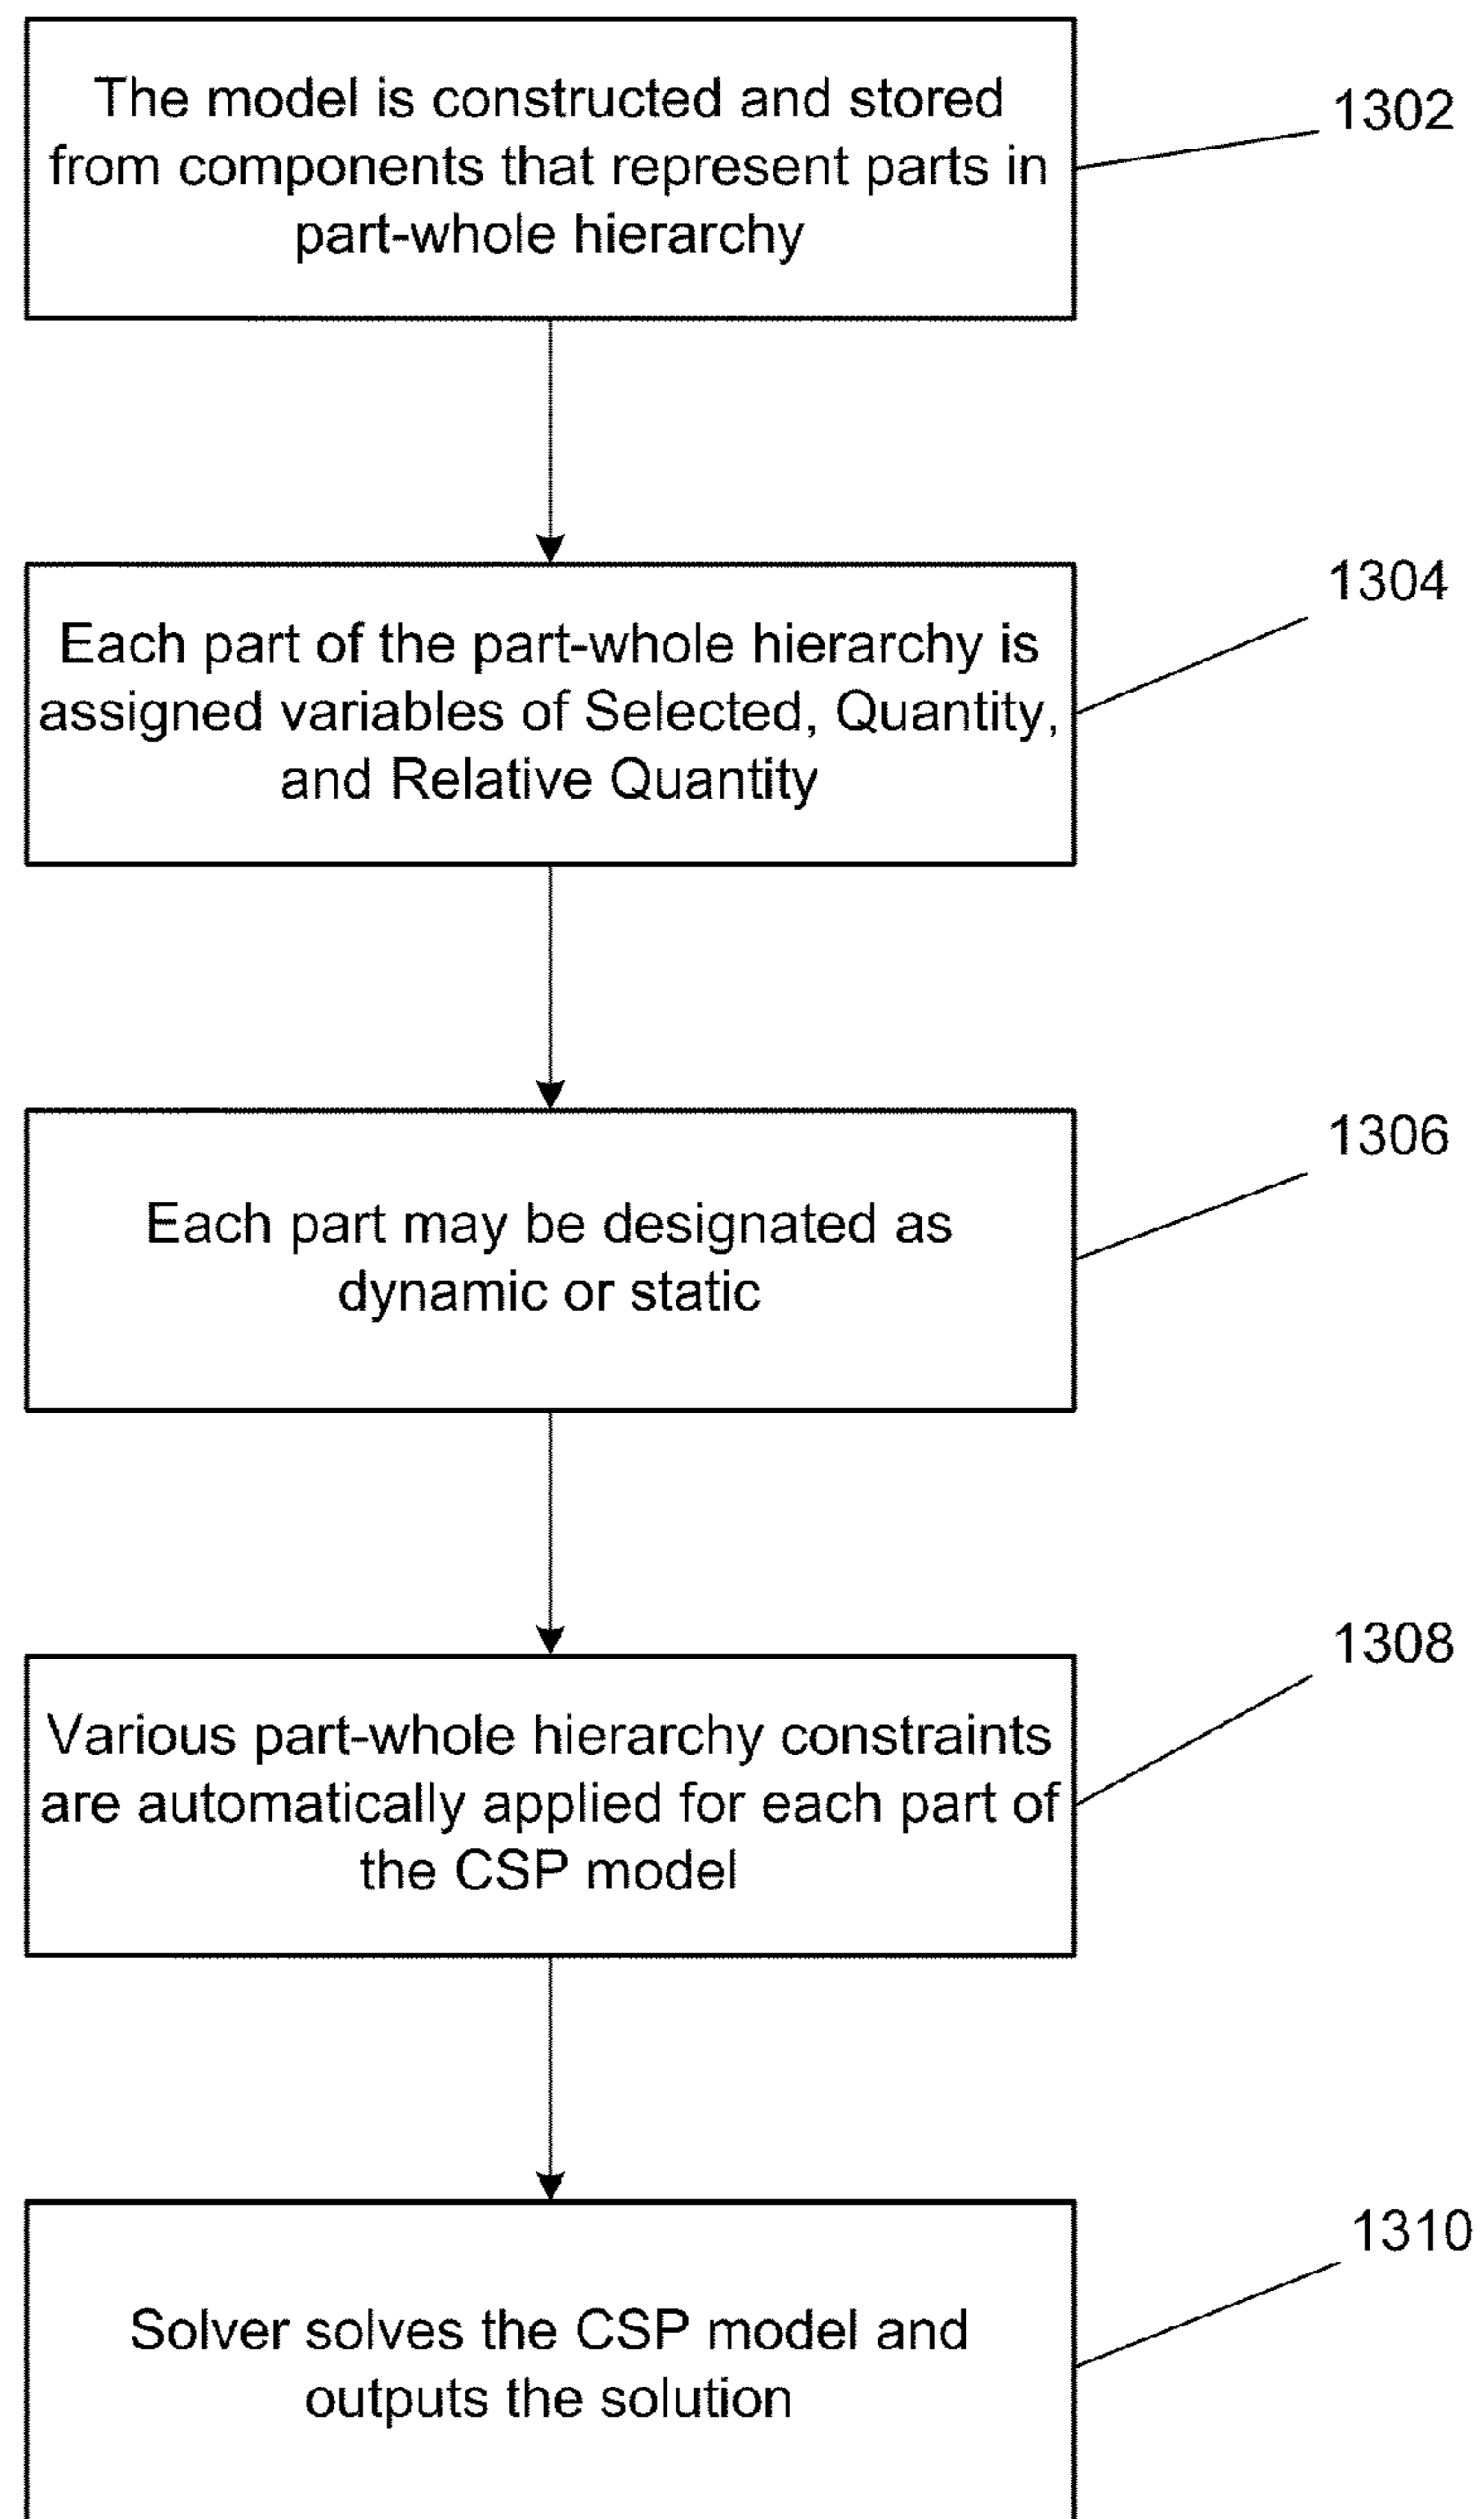 The model is constructed and stored
from components that represent parts in
part-whole hierarchy
1302
Each part of the part-whole hierarchy is
assigned variables of Selected, Quantity,
and Relative Quantity
1304
Each part may be designated as
dynamic or static
1306
Various part-whole hierarchy constraints
are automatically applied for each part of
the CSP model
1308
Solver solves the CSP model and
outputs the solution
1310